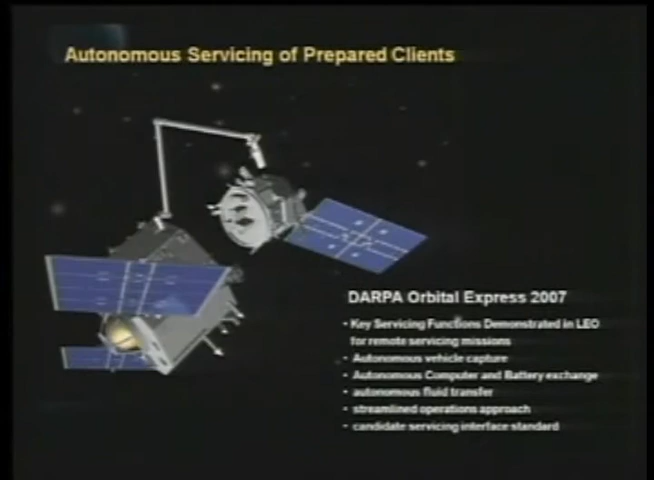 Autonomous Servicing of Prepared Clients
DARPA Orbital Express 2007
• Key Servicing Functions Demonstrated in LEO
for remote servicing missions
• Autonomous vehicle capture
• Autonomous Computer and Battery exchange
• autonomous fluid transfer
• streamlined operations approach
• candidate servicing interface standard